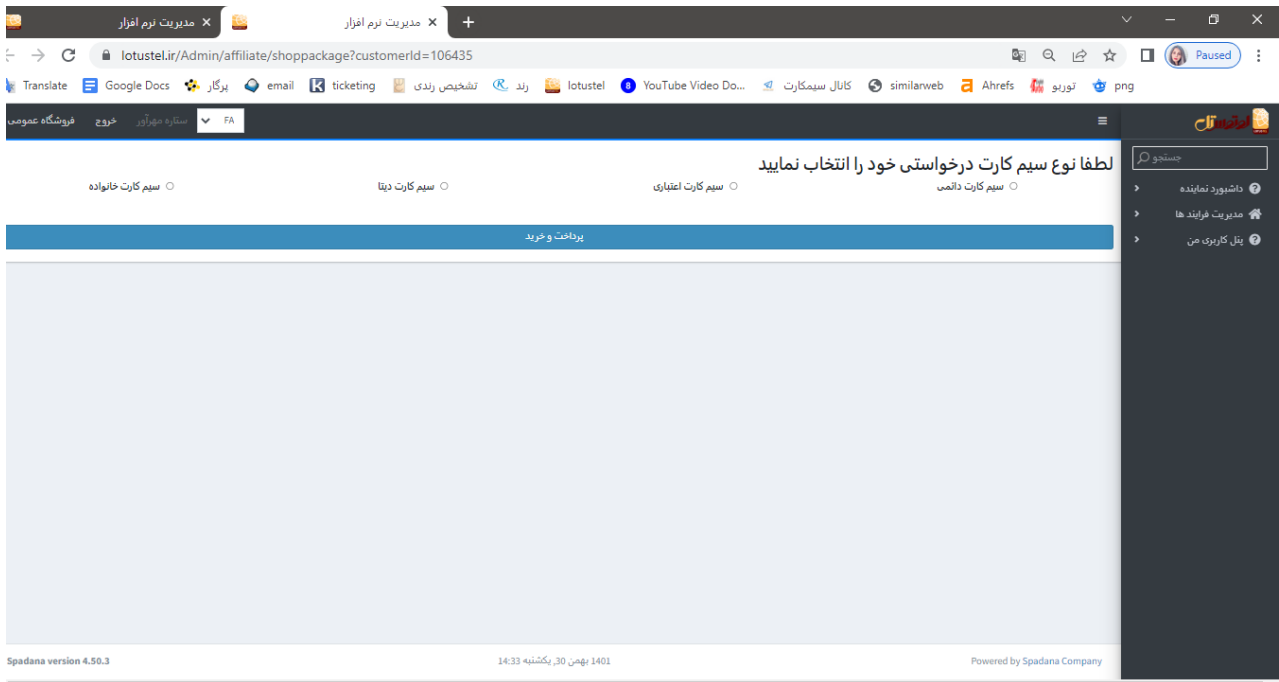 مدیریت نرم افزار
مدیریت نرم افزار
lotustel.ir/Admin/affiliate/shoppackage?customerId=106435
Paused
Translate Google Docs پرگار email ticketing تشخیص رندی رند lotustel YouTube Video Do... کانال سیمکارت similarweb Ahrefs توربو png
لوتوس‌تل
FA
ستاره مهرآور
خروج
فروشگاه عمومی
جستجو
داشبورد نماینده
مدیریت فرایند ها
پنل کاربری من
لطفا نوع سیم کارت درخواستی خود را انتخاب نمایید
سیم کارت دائمی
سیم کارت اعتباری
سیم کارت دیتا
سیم کارت خانواده
پرداخت و خرید
Powered by Spadana Company
1401 بهمن 30, یکشنبه 14:33
Spadana version 4.50.3